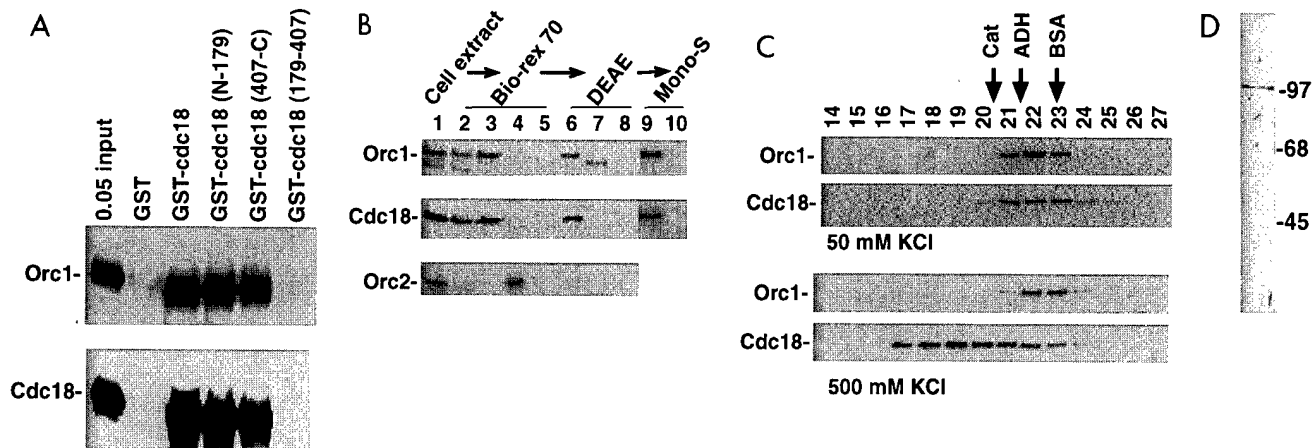 A
0.05 input
GST
GST-cdc18
GST-cdc18 (N-179)
GST-cdc18 (407-C)
GST-cdc18 (179-407)
Orc1-
Cdc18-
B
Cell extract
Bio-rex 70
DEAE
Mono-S
1 2 3 4 5 6 7 8 9 10
Orc1-
Cdc18-
Orc2-
C
Cat
ADH
BSA
14 15 16 17 18 19 20 21 22 23 24 25 26 27
Orc1-
Cdc18-
50 mM KCl
Orc1-
Cdc18-
500 mM KCl
D
-97
-68
-45